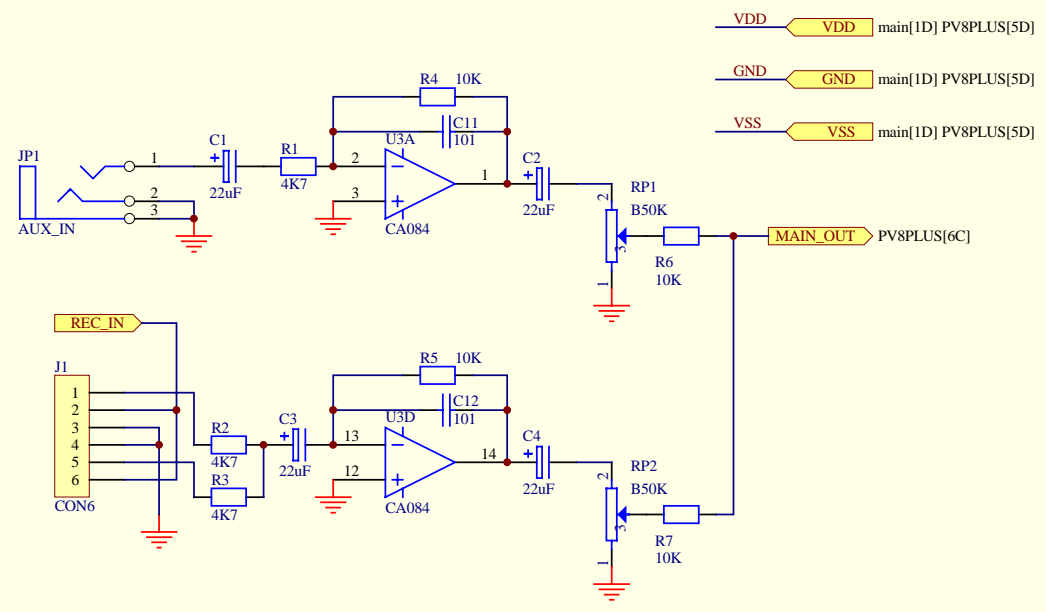 VDD
VDD main[1D] PV8PLUS[5D]
GND
GND main[1D] PV8PLUS[5D]
VSS
VSS main[1D] PV8PLUS[5D]
R4 10K
C11
101
U3A
C1
22uF
R1
4K7
2
3
1
CA084
JP1
1
2
3
AUX_IN
C2
22uF
RP1
B50K
2
3
1
R6
10K
MAIN_OUT PV8PLUS[6C]
REC_IN
J1
1
2
3
4
5
6
CON6
R2
4K7
R3
4K7
C3
22uF
R5 10K
C12
101
U3D
13
12
14
CA084
C4
22uF
RP2
B50K
2
3
1
R7
10K